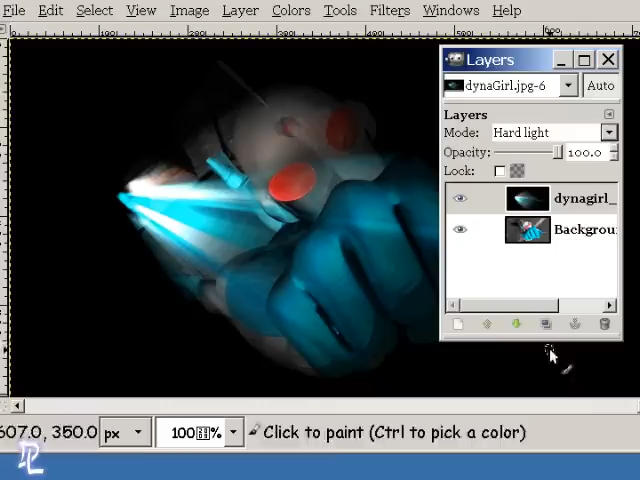 File Edit Select View Image Layer Colors Tools Filters Windows Help
Layers
dynaGirl.jpg-6 Auto
Layers
Mode: Hard light
Opacity: 100.0
Lock:
dynagirl_
Backgrou
607.0, 350.0 px 100% Click to paint (Ctrl to pick a color)
DL